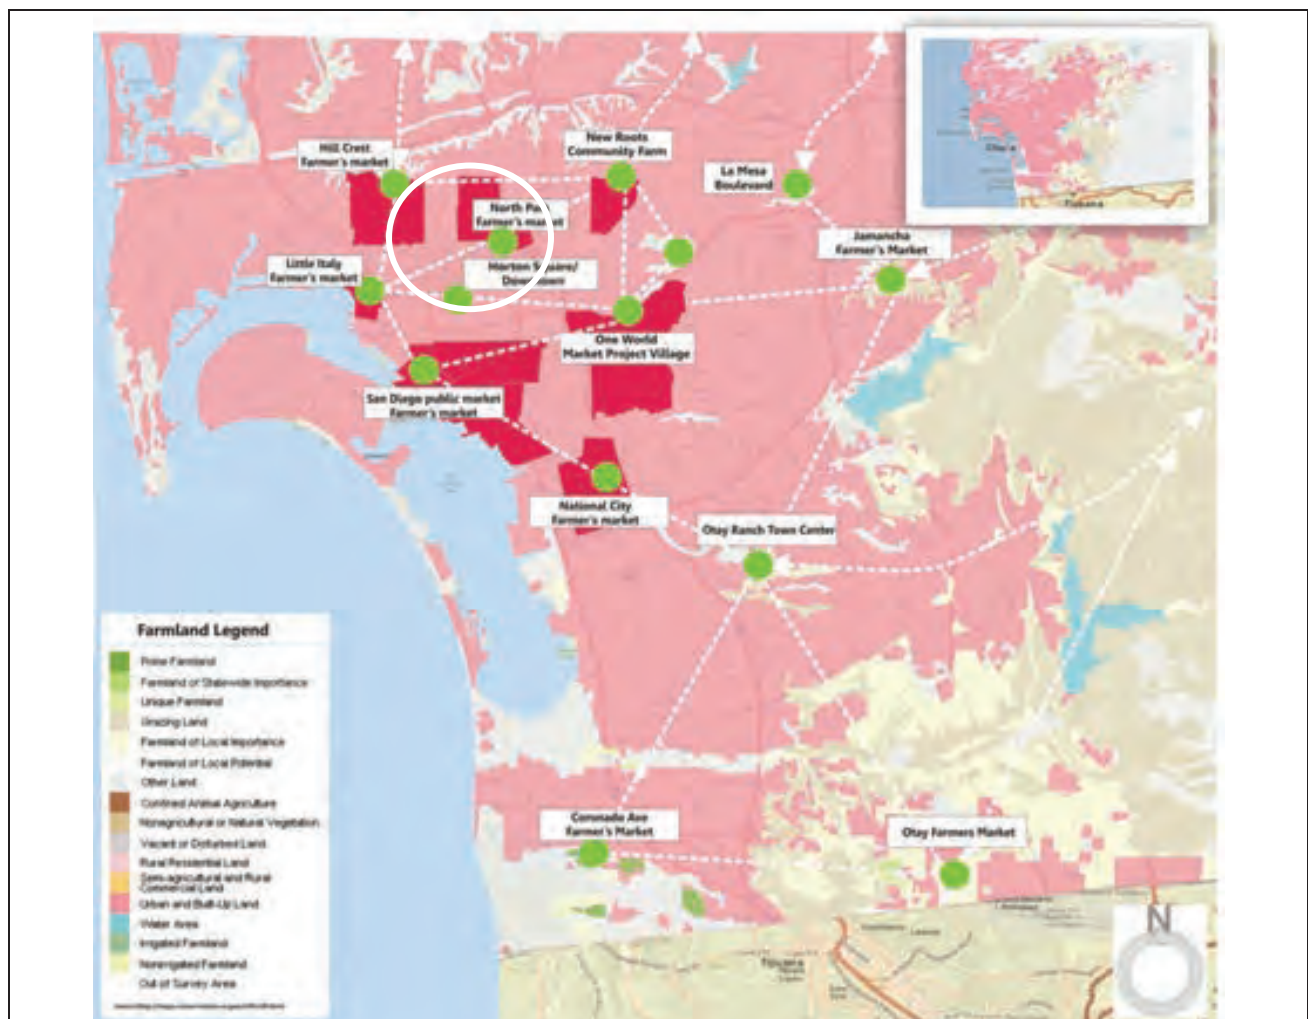 Hill Crest
Farmer's market
New Roots
Community Farm
La Mesa
Boulevard
North Park
Farmer's market
Jamancha
Farmer's Market
Little Italy
Farmer's market
Horton Square/
Downtown
One World
Market Project Village
San Diego public market
Farmer's market
National City
Farmer's market
Otay Ranch Town Center
Coronado Ave
Farmer's Market
Otay Farmers Market
Tijuana
Tijuana
N
Farmland Legend
Prime Farmland
Farmland of Statewide Importance
Unique Farmland
Grazing Land
Farmland of Local Importance
Farmland of Local Potential
Other Land
Confined Animal Agriculture
Nonagricultural or Natural Vegetation
Vacant or Disturbed Land
Rural Residential Land
Semi-agricultural and Rural
Commercial Land
Urban and Built-Up Land
Water Area
Irrigated Farmland
Nonirrigated Farmland
Out of Survey Area